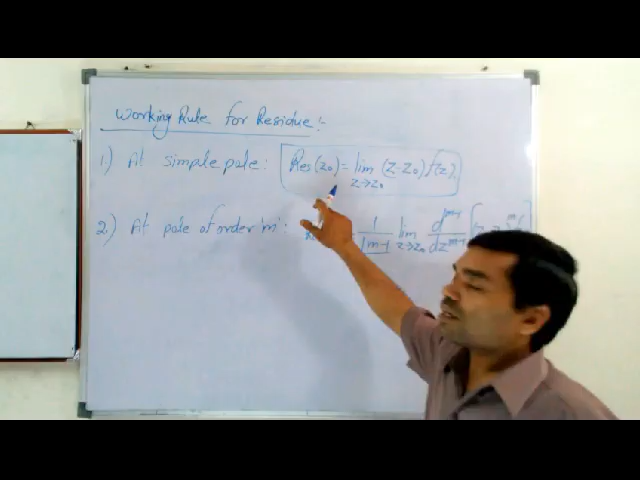 Working Rule for Residue:
1) At simple pole: Res(z₀) = lim z→z₀ (z-z₀) f(z).
2) At pole of order 'm': 1/|m-1 lim z→z₀ d^m-1/dz^m-1